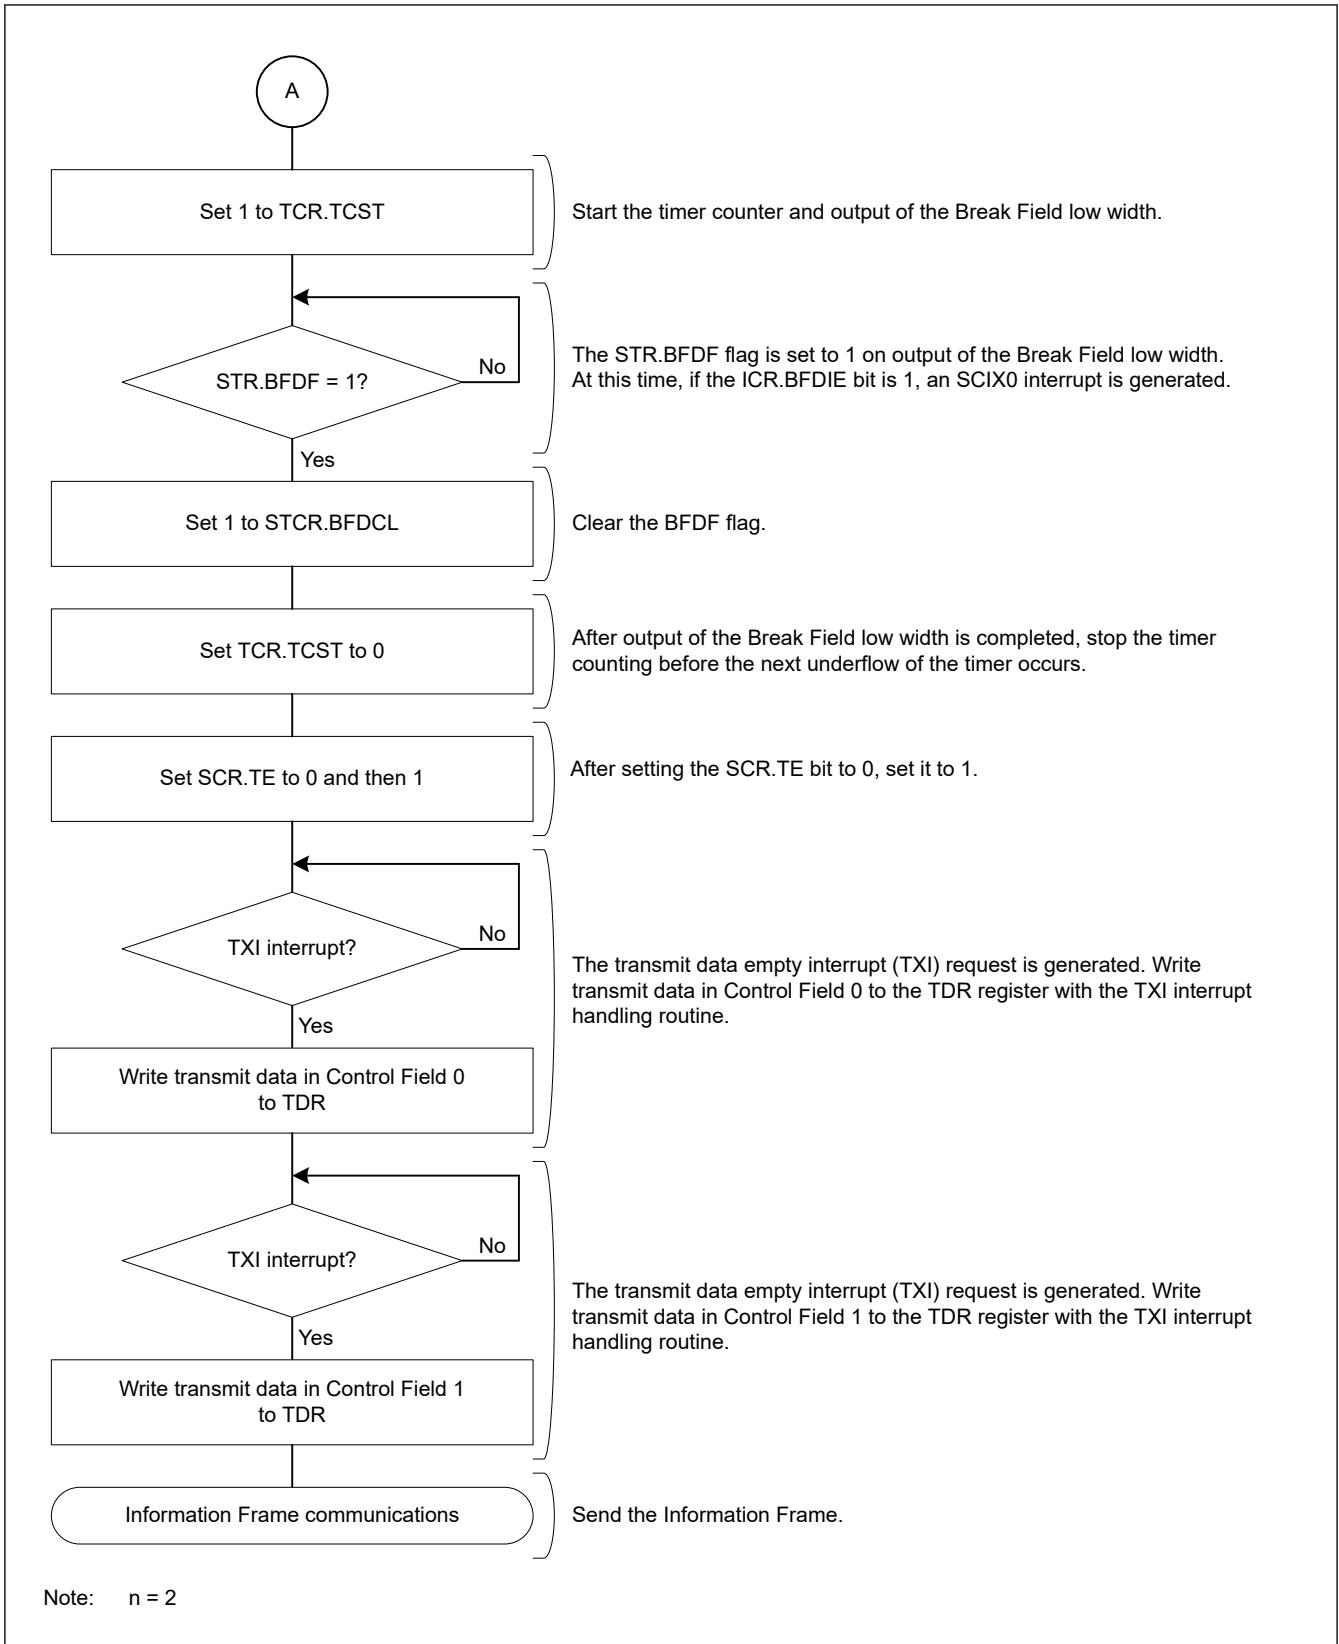 A
Set 1 to TCR.TCST
Start the timer counter and output of the Break Field low width.
STR.BFDF = 1?
No
The STR.BFDF flag is set to 1 on output of the Break Field low width.
At this time, if the ICR.BFDIE bit is 1, an SCIX0 interrupt is generated.
Yes
Set 1 to STCR.BFDCL
Clear the BFDF flag.
Set TCR.TCST to 0
After output of the Break Field low width is completed, stop the timer
counting before the next underflow of the timer occurs.
Set SCR.TE to 0 and then 1
After setting the SCR.TE bit to 0, set it to 1.
TXI interrupt?
No
Yes
The transmit data empty interrupt (TXI) request is generated. Write
transmit data in Control Field 0 to the TDR register with the TXI interrupt
handling routine.
Write transmit data in Control Field 0
to TDR
TXI interrupt?
No
Yes
The transmit data empty interrupt (TXI) request is generated. Write
transmit data in Control Field 1 to the TDR register with the TXI interrupt
handling routine.
Write transmit data in Control Field 1
to TDR
Information Frame communications
Send the Information Frame.
Note: n = 2